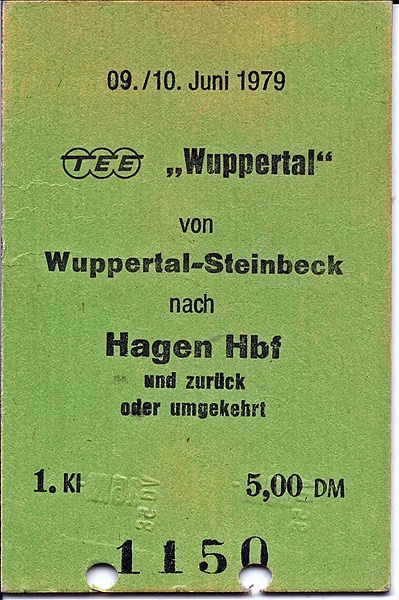 09./10. Juni 1979
TEE „Wuppertal“
von
Wuppertal-Steinbeck
nach
Hagen Hbf
und zurück
oder umgekehrt
1. Kl 5,00 DM
1150